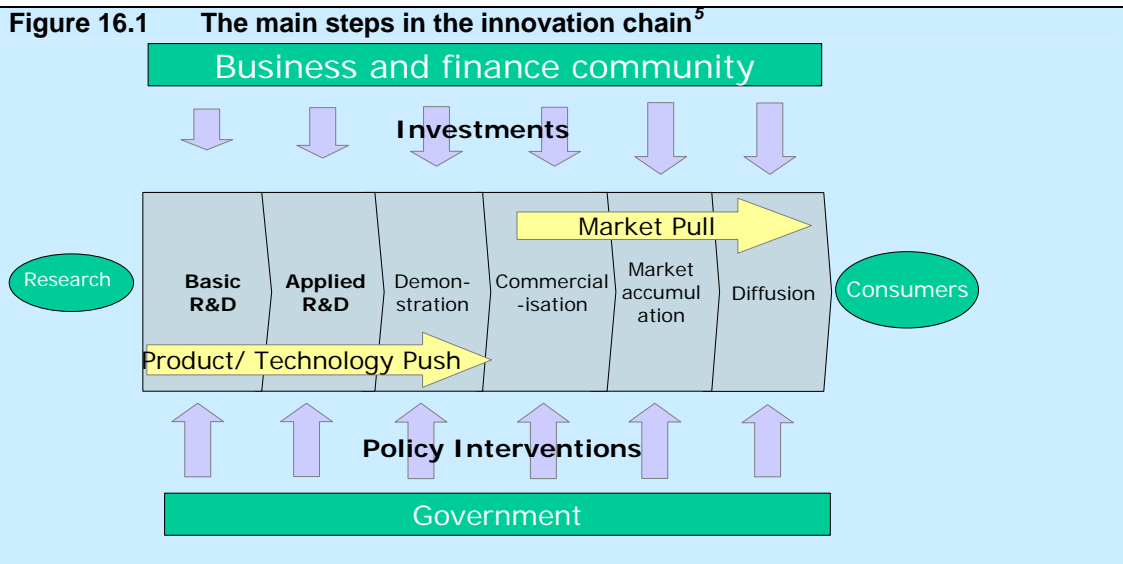 Figure 16.1 The main steps in the innovation chain⁵
Business and finance community
Investments
Market Pull
Research
Basic
R&D
Applied
R&D
Demon-
stration
Commercial
-isation
Market
accumul
ation
Diffusion
Consumers
Product/ Technology Push
Policy Interventions
Government